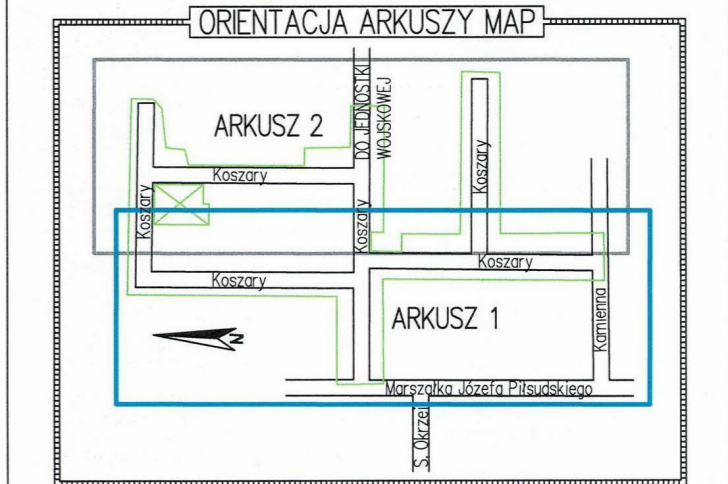 ORIENTACJA ARKUSZY MAP
DO JEDNOSTKI
WOJSKOWEJ
ARKUSZ 2
Koszary
Koszary
Koszary
Koszary
Koszary
Koszary
ARKUSZ 1
Kamienna
N
Marszałka Józefa Piłsudskiego
S. Okrzei